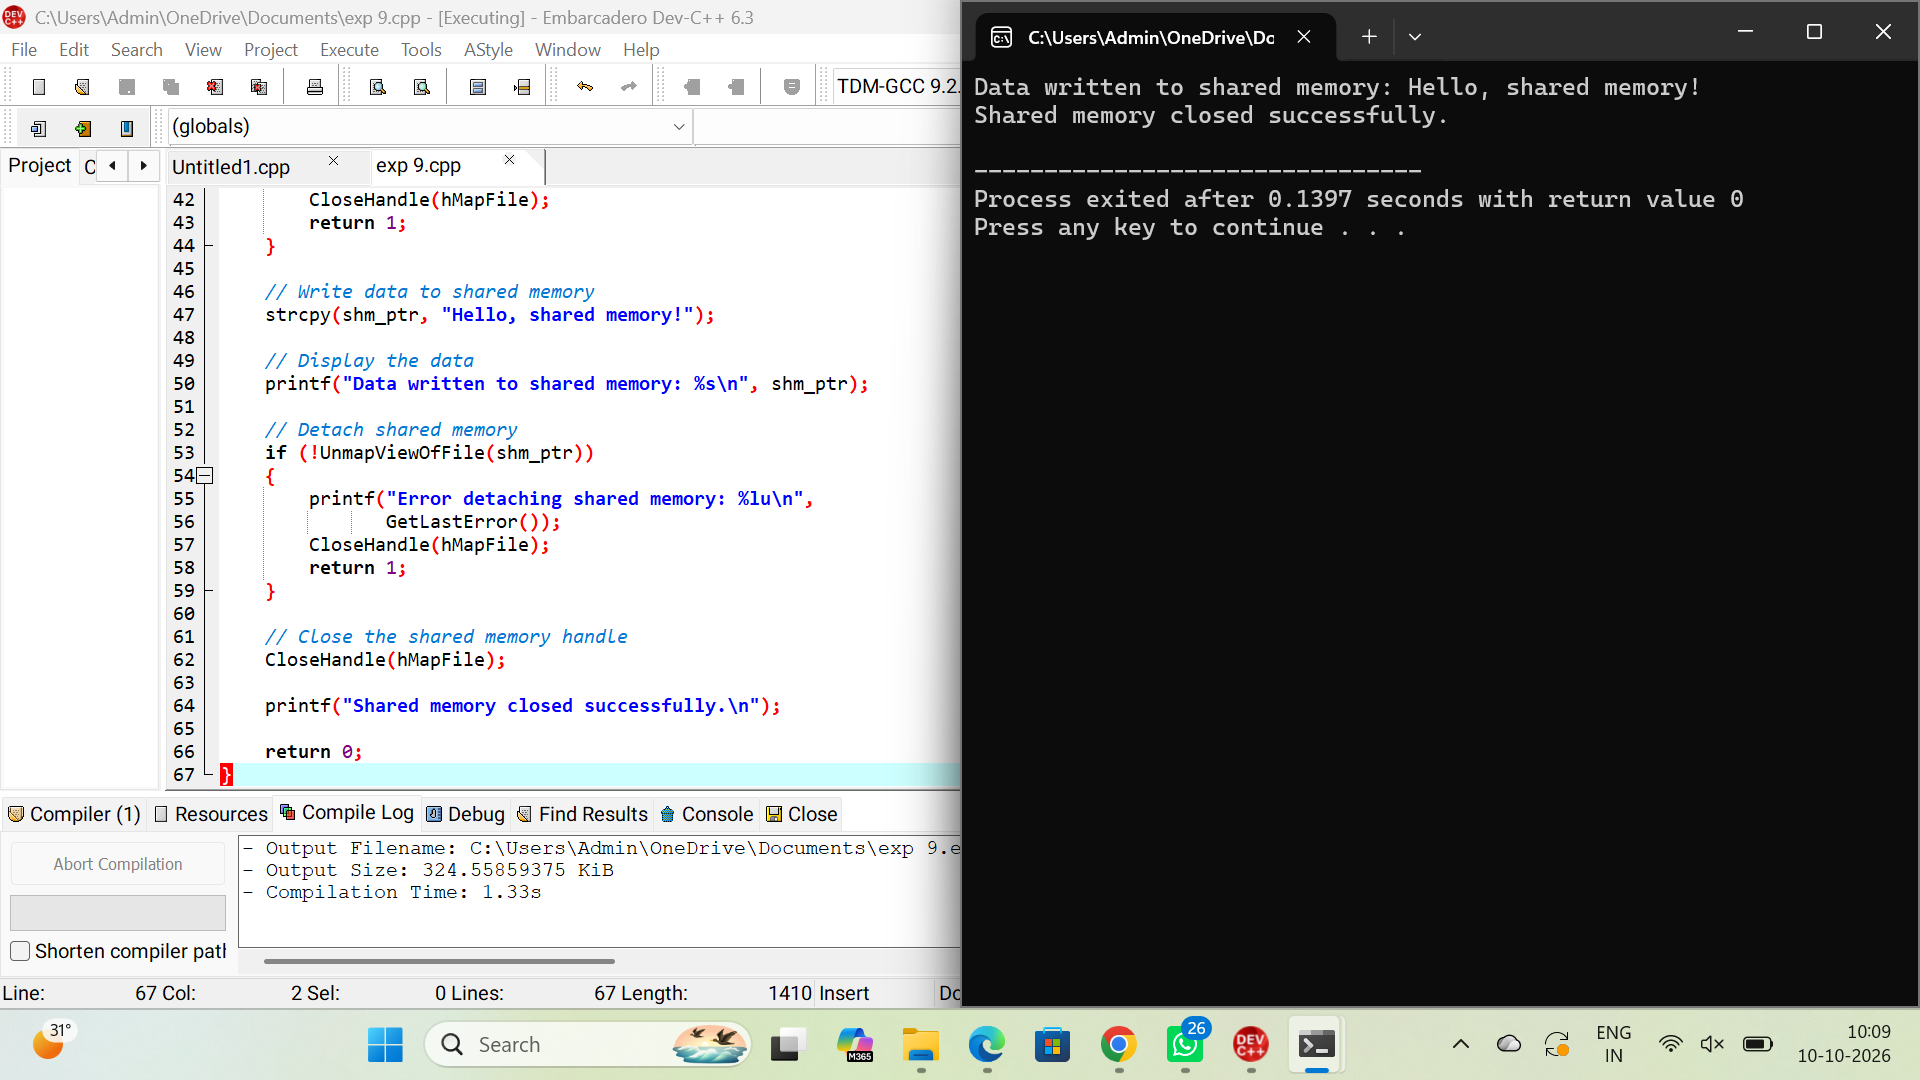 C:\Users\Admin\OneDrive\Documents\exp 9.cpp - [Executing] - Embarcadero Dev-C++ 6.3
File Edit Search View Project Execute Tools AStyle Window Help
TDM-GCC 9.2.
(globals)
Project C
Untitled1.cpp
exp 9.cpp
42 CloseHandle(hMapFile);
43 return 1;
44 }
45
46 // Write data to shared memory
47 strcpy(shm_ptr, "Hello, shared memory!");
48
49 // Display the data
50 printf("Data written to shared memory: %s\n", shm_ptr);
51
52 // Detach shared memory
53 if (!UnmapViewOfFile(shm_ptr))
54 {
55 printf("Error detaching shared memory: %lu\n",
56 GetLastError());
57 CloseHandle(hMapFile);
58 return 1;
59 }
60
61 // Close the shared memory handle
62 CloseHandle(hMapFile);
63
64 printf("Shared memory closed successfully.\n");
65
66 return 0;
67 }
Compiler (1) Resources Compile Log Debug Find Results Console Close
Abort Compilation
Shorten compiler path
- Output Filename: C:\Users\Admin\OneDrive\Documents\exp 9.e
- Output Size: 324.55859375 KiB
- Compilation Time: 1.33s
Line: 67 Col: 2 Sel: 0 Lines: 67 Length: 1410 Insert Do
C:\Users\Admin\OneDrive\Do
Data written to shared memory: Hello, shared memory!
Shared memory closed successfully.
--------------------------------
Process exited after 0.1397 seconds with return value 0
Press any key to continue . . .
31°
Search
M365
26
DEV C++
ENG
IN
10:09
10-10-2026